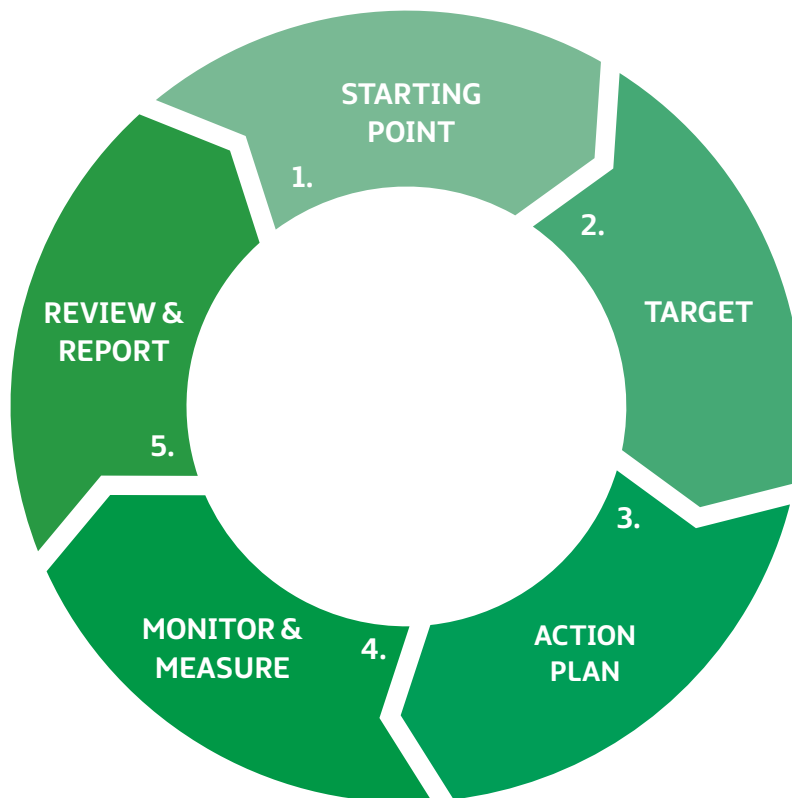 1.
STARTING
POINT
2.
TARGET
3.
ACTION
PLAN
4.
MONITOR &
MEASURE
5.
REVIEW &
REPORT